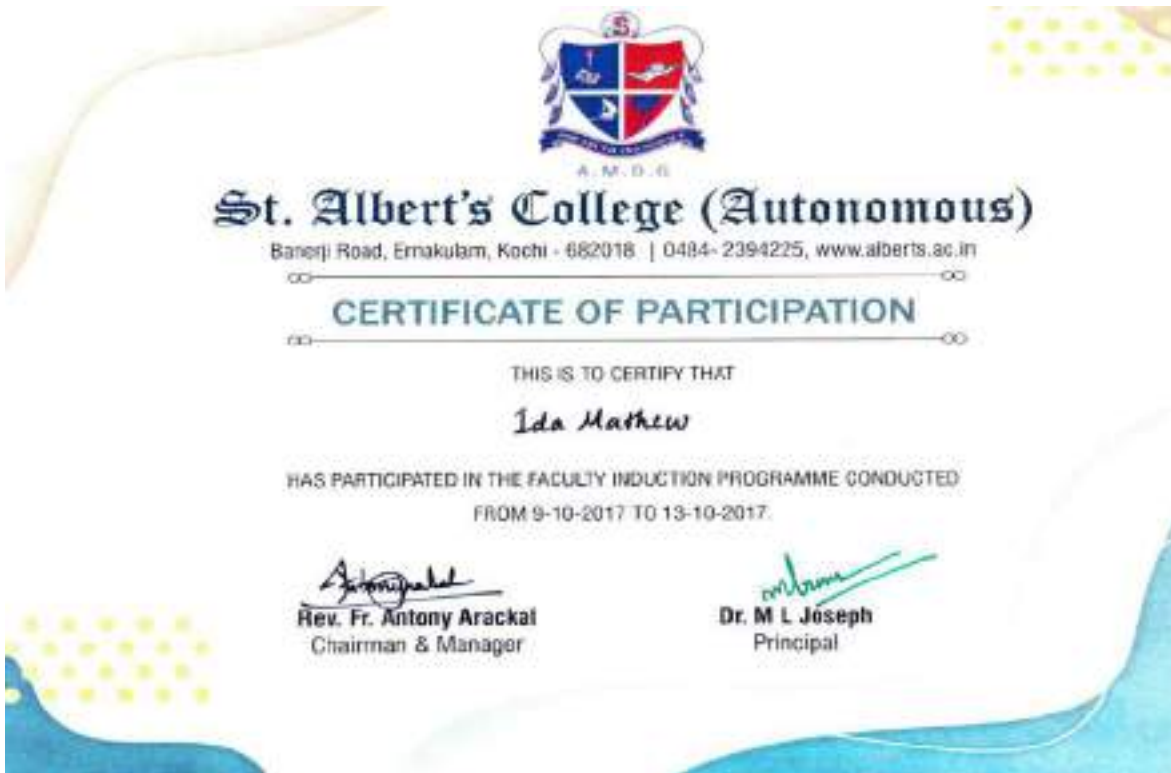 A.M.D.G
St. Albert's College (Autonomous)
Banerji Road, Ernakulam, Kochi - 682018 | 0484- 2394225, www.alberts.ac.in
CERTIFICATE OF PARTICIPATION
THIS IS TO CERTIFY THAT
Ida Mathew
HAS PARTICIPATED IN THE FACULTY INDUCTION PROGRAMME CONDUCTED
FROM 9-10-2017 TO 13-10-2017.
Rev. Fr. Antony Arackal
Dr. M L Joseph
Chairman & Manager
Principal